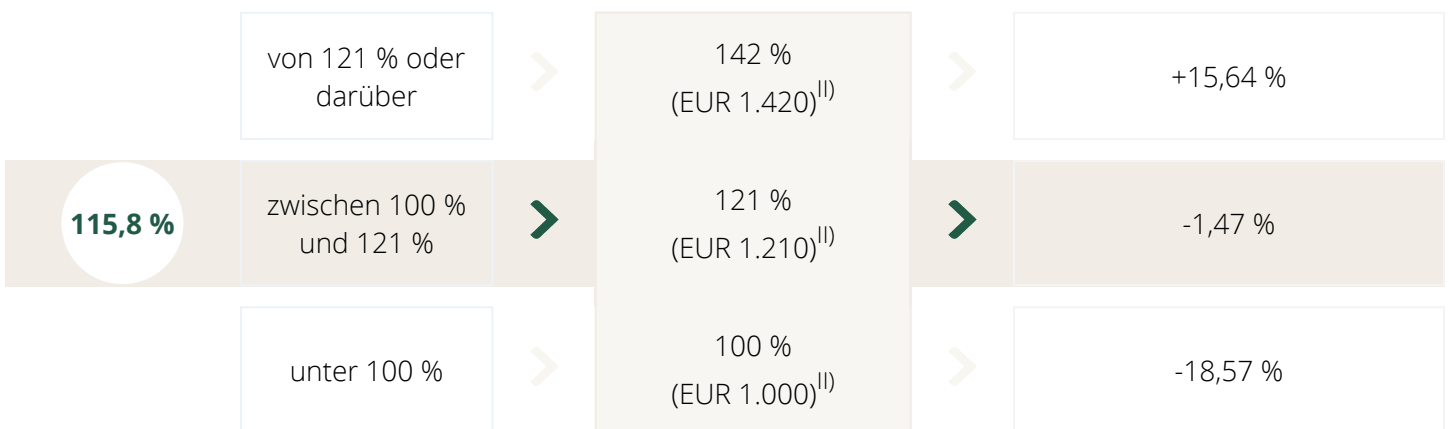 von 121 % oder
darüber
142 %
(EUR 1.420)II)
+15,64 %
115,8 %
zwischen 100 %
und 121 %
121 %
(EUR 1.210)II)
-1,47 %
unter 100 %
100 %
(EUR 1.000)II)
-18,57 %